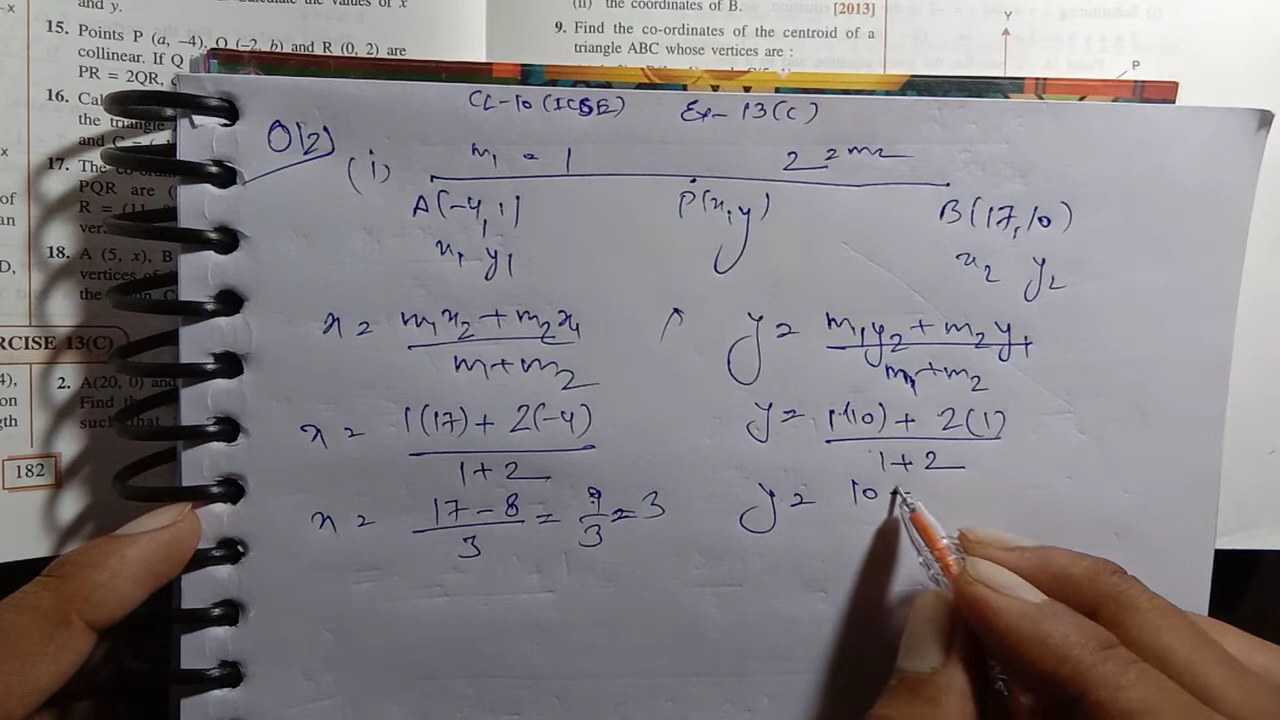 and y.
15. Points P (a, –4), Q (–2, b) and R (0, 2) are
collinear. If Q
PR = 2QR,
16. Cal
the triangle
and C =
17. The
PQR are (
R = (11,
ver.
18. A (5, x), B
vertices of
the
RCISE 13(C)
2. A(20, 0) and
Find
such that
182
(ii) the coordinates of B. [2013]
9. Find the co-ordinates of the centroid of a
triangle ABC whose vertices are :
Y
P
CL-10 (ICSE) Ex-13(C)
Q12)
(i) m₁ = 1 2 = m₂
A(-4, 1) P(x, y) B(17, 10)
x₁ y₁ x₂ y₂
x = m₁x₂ + m₂x₁ / m+m₂ y = m₁y₂ + m₂y₁ / m₁+m₂
x = 1(17) + 2(-4) / 1+2 y = 1(10) + 2(1) / 1+2
x = 17-8 / 3 = 9/3 = 3 y = 10